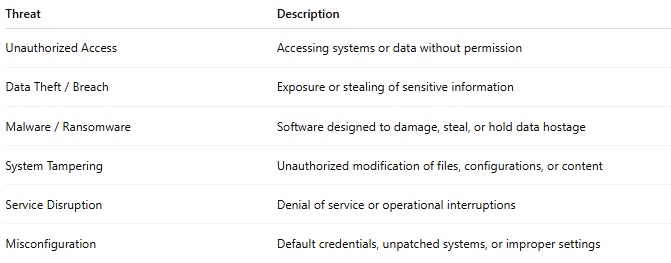 Threat Description
Unauthorized Access Accessing systems or data without permission
Data Theft / Breach Exposure or stealing of sensitive information
Malware / Ransomware Software designed to damage, steal, or hold data hostage
System Tampering Unauthorized modification of files, configurations, or content
Service Disruption Denial of service or operational interruptions
Misconfiguration Default credentials, unpatched systems, or improper settings